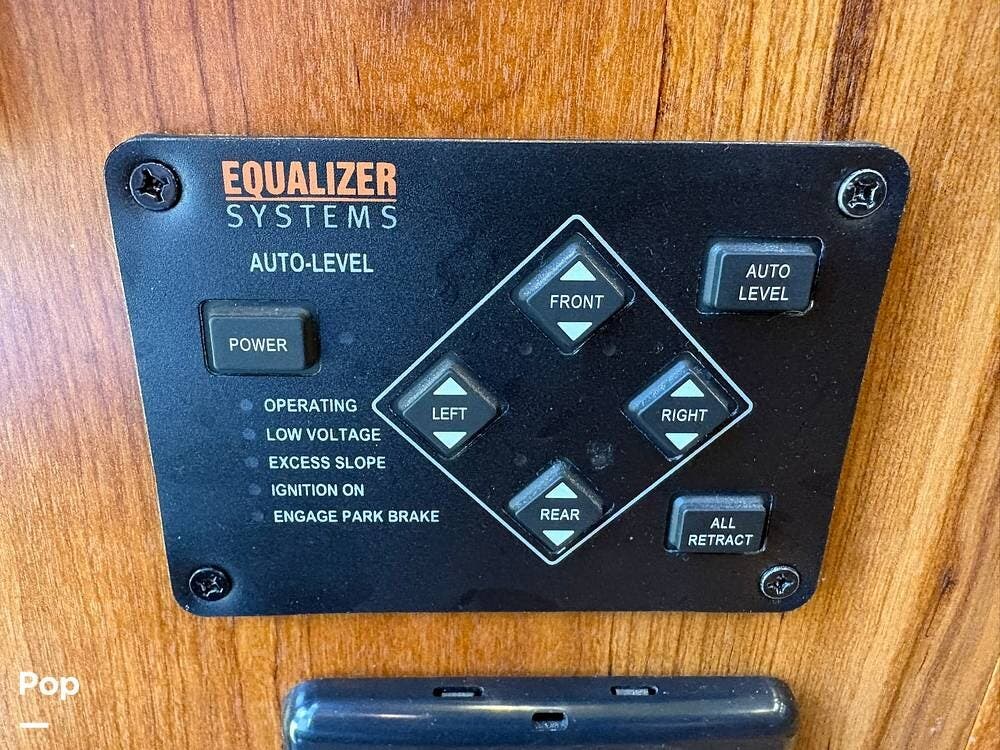 EQUALIZER
SYSTEMS
AUTO-LEVEL
POWER
OPERATING
LOW VOLTAGE
EXCESS SLOPE
IGNITION ON
ENGAGE PARK BRAKE
FRONT
LEFT
RIGHT
REAR
AUTO
LEVEL
ALL
RETRACT
Pop